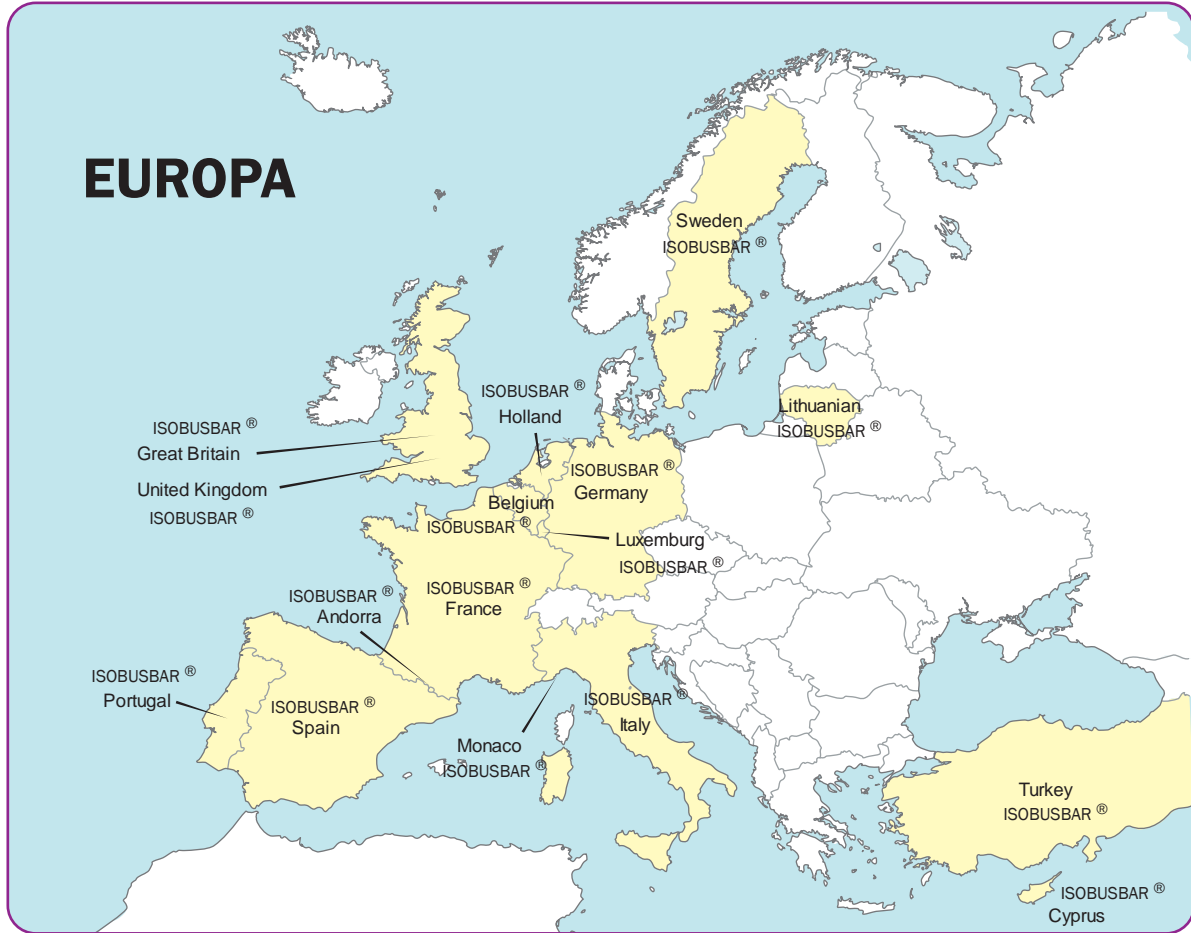 EUROPA
Sweden
ISOBUSBAR ®
ISOBUSBAR ®
Holland
Lithuanian
ISOBUSBAR ®
ISOBUSBAR ®
Great Britain
United Kingdom
ISOBUSBAR ®
ISOBUSBAR ®
Germany
Belgium
ISOBUSBAR ®
Luxemburg
ISOBUSBAR ®
ISOBUSBAR ®
France
ISOBUSBAR ®
Andorra
ISOBUSBAR ®
Portugal
ISOBUSBAR ®
Spain
ISOBUSBAR ®
Italy
Monaco
ISOBUSBAR ®
Turkey
ISOBUSBAR ®
ISOBUSBAR ®
Cyprus